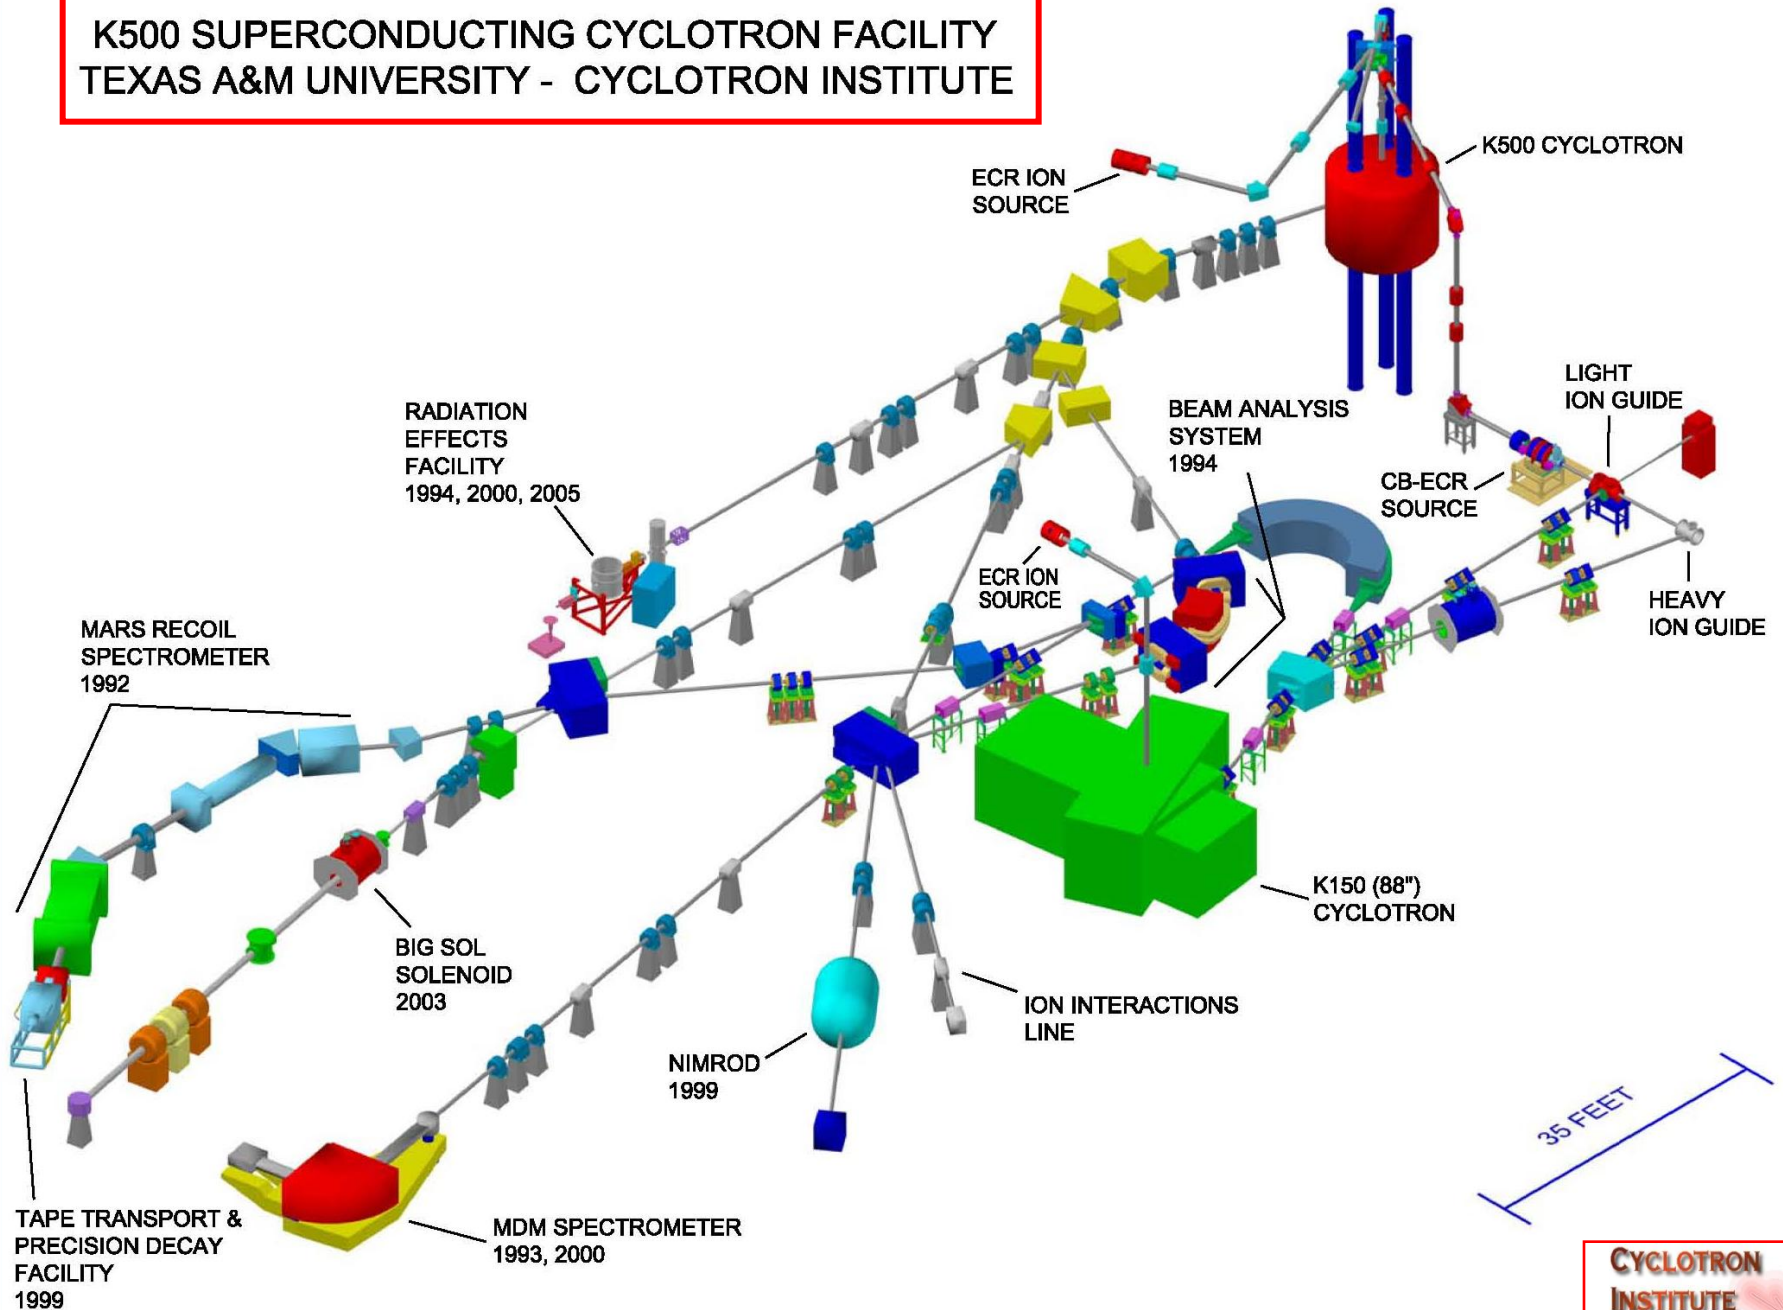 K500 SUPERCONDUCTING CYCLOTRON FACILITY
TEXAS A&M UNIVERSITY - CYCLOTRON INSTITUTE
K500 CYCLOTRON
ECR ION
SOURCE
LIGHT
ION GUIDE
RADIATION
EFFECTS
FACILITY
1994, 2000, 2005
BEAM ANALYSIS
SYSTEM
1994
CB-ECR
SOURCE
ECR ION
SOURCE
HEAVY
ION GUIDE
MARS RECOIL
SPECTROMETER
1992
K150 (88")
CYCLOTRON
BIG SOL
SOLENOID
2003
ION INTERACTIONS
LINE
NIMROD
1999
35 FEET
TAPE TRANSPORT &
PRECISION DECAY
FACILITY
1999
MDM SPECTROMETER
1993, 2000
CYCLOTRON
INSTITUTE